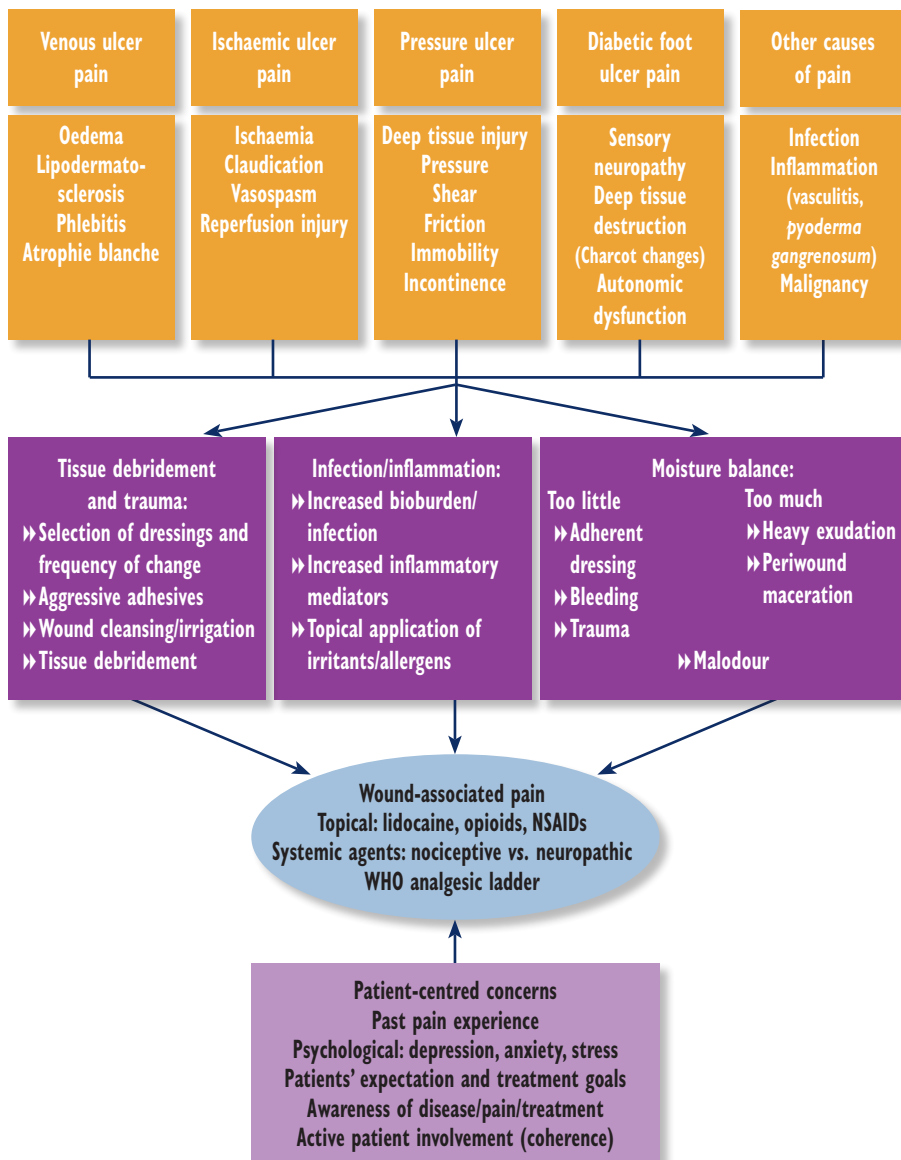 Venous ulcer
pain
Ischaemic ulcer
pain
Pressure ulcer
pain
Diabetic foot
ulcer pain
Other causes
of pain
Oedema
Lipodermato-
sclerosis
Phlebitis
Atrophie blanche
Ischaemia
Claudication
Vasospasm
Reperfusion injury
Deep tissue injury
Pressure
Shear
Friction
Immobility
Incontinence
Sensory
neuropathy
Deep tissue
destruction
(Charcot changes)
Autonomic
dysfunction
Infection
Inflammation
(vasculitis,
pyoderma
gangrenosum)
Malignancy
Tissue debridement
and trauma:
Selection of dressings and
frequency of change
Aggressive adhesives
Wound cleansing/irrigation
Tissue debridement
Infection/inflammation:
Increased bioburden/
infection
Increased inflammatory
mediators
Topical application of
irritants/allergens
Moisture balance:
Too little
Adherent
dressing
Bleeding
Trauma
Too much
Heavy exudation
Periwound
maceration
Malodour
Wound-associated pain
Topical: lidocaine, opioids, NSAIDs
Systemic agents: nociceptive vs. neuropathic
WHO analgesic ladder
Patient-centred concerns
Past pain experience
Psychological: depression, anxiety, stress
Patients’ expectation and treatment goals
Awareness of disease/pain/treatment
Active patient involvement (coherence)